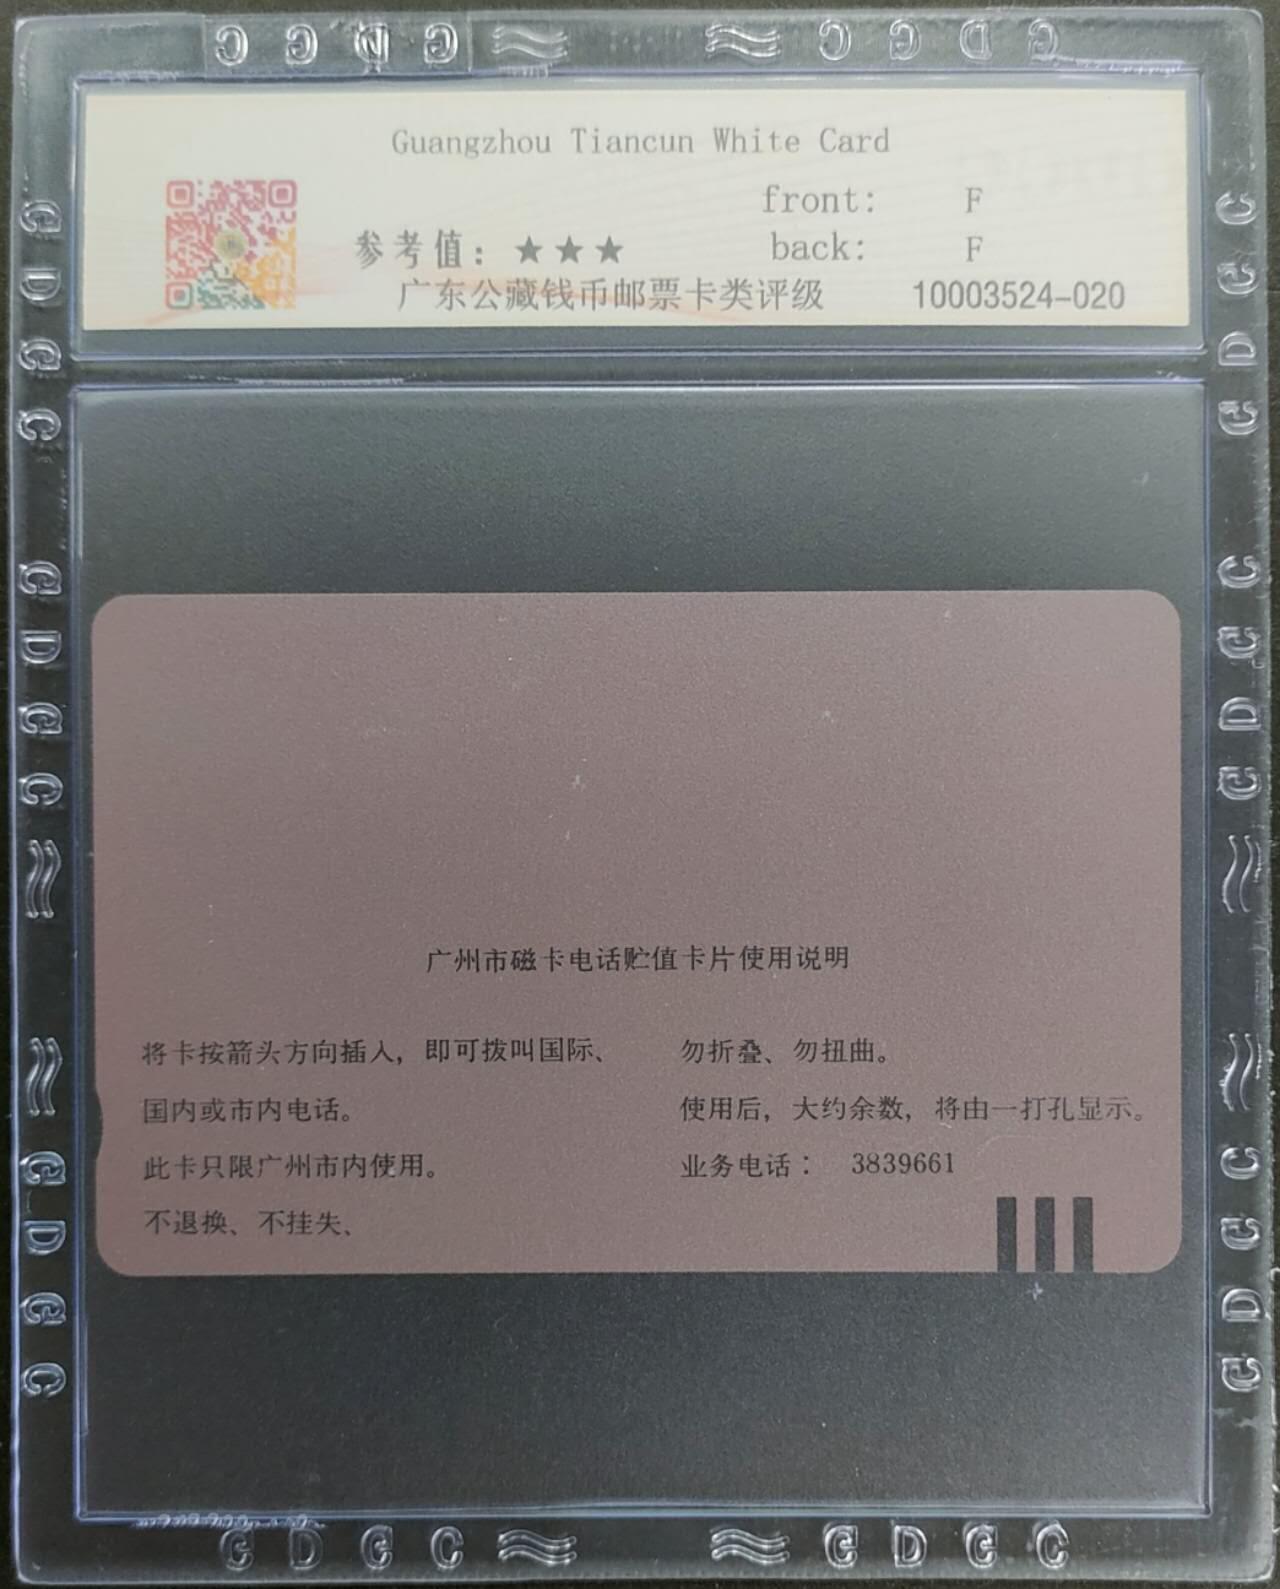 G D G C
C G D G
Guangzhou Tiancun White Card
front: F
参考值：★★★
back: F
广东公藏钱币邮票卡类评级
10003524-020
广州市磁卡电话贮值卡片使用说明
将卡按箭头方向插入，即可拨叫国际、
国内或市内电话。
此卡只限广州市内使用。
不退换、不挂失、
勿折叠、勿扭曲。
使用后，大约余数，将由一打孔显示。
业务电话： 3839661
G D G C
G D G C
G D G C
G D G C
G D G C
G D G C
G D G C
G D G C